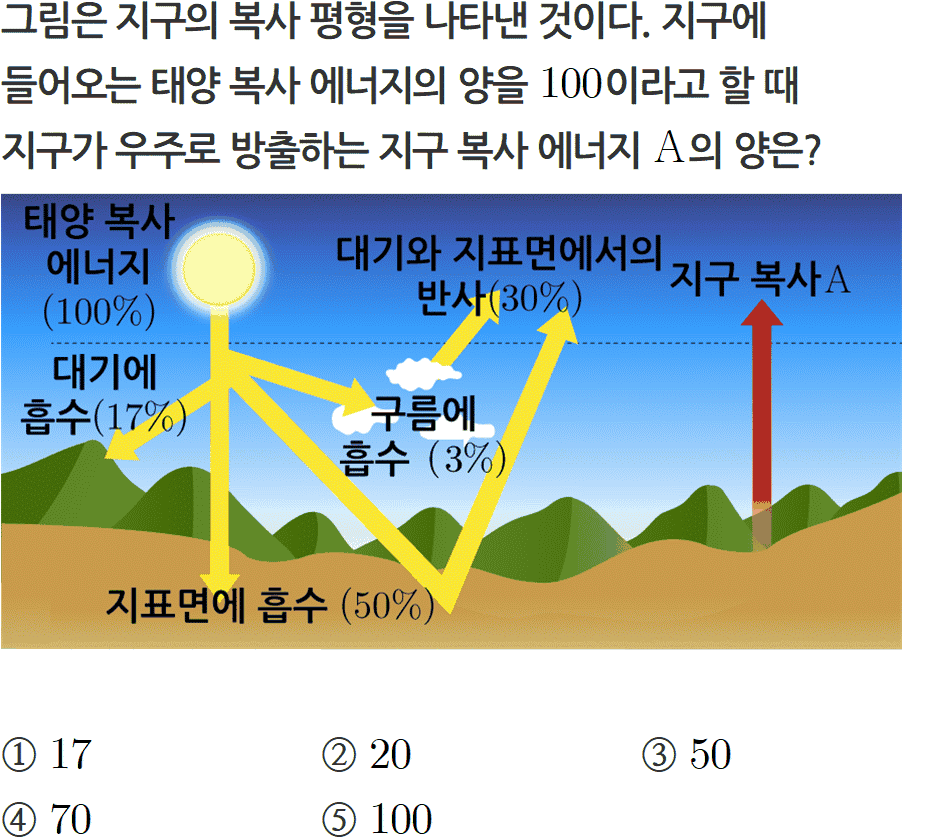 그림은 지구의 복사 평형을 나타낸 것이다. 지구에
들어오는 태양 복사 에너지의 양을 100이라고 할 때
지구가 우주로 방출하는 지구 복사 에너지 A의 양은?
태양 복사
에너지
(100%)
대기와 지표면에서의
반사(30%)
지구 복사A
대기에
흡수(17%)
구름에
흡수 (3%)
지표면에 흡수 (50%)
① 17 ② 20 ③ 50
④ 70 ⑤ 100